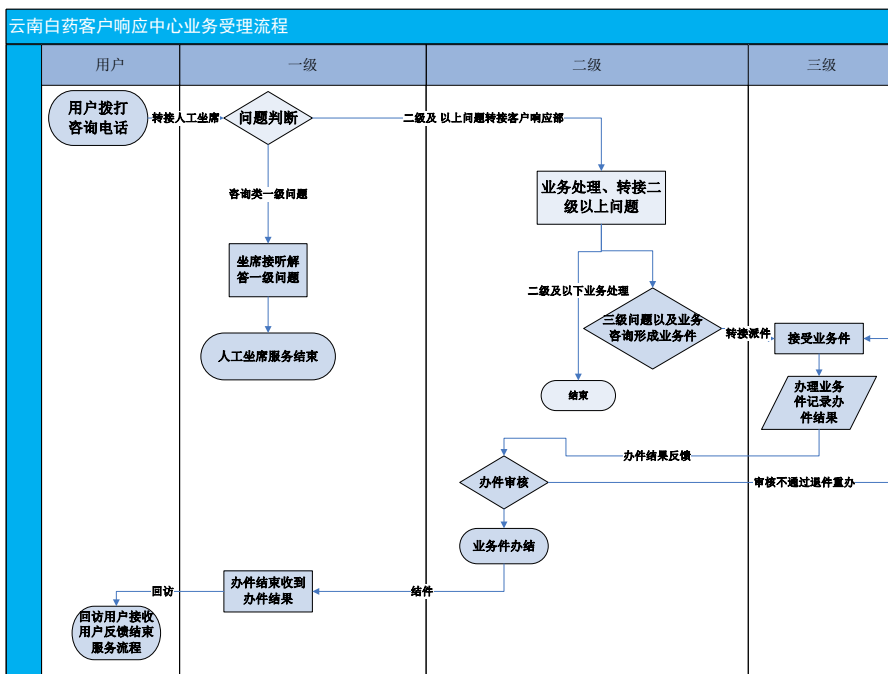 云南白药客户响应中心业务受理流程
用户
一级
二级
三级
用户拨打
咨询电话
转接人工坐席
问题判断
二级及 以上问题转接客户响应部
咨询类一级问题
业务处理、转接二
级以上问题
坐席接听解
答一级问题
二级及以下业务处理
三级问题以及业务
咨询形成业务件
转接派件
接受业务件
人工坐席服务结束
结束
办理业务
件记录办
件结果
办件结果反馈
办件审核
审核不通过退件重办
业务件办结
回访
办件结束收到
办件结果
结件
回访用户接收
用户反馈结束
服务流程